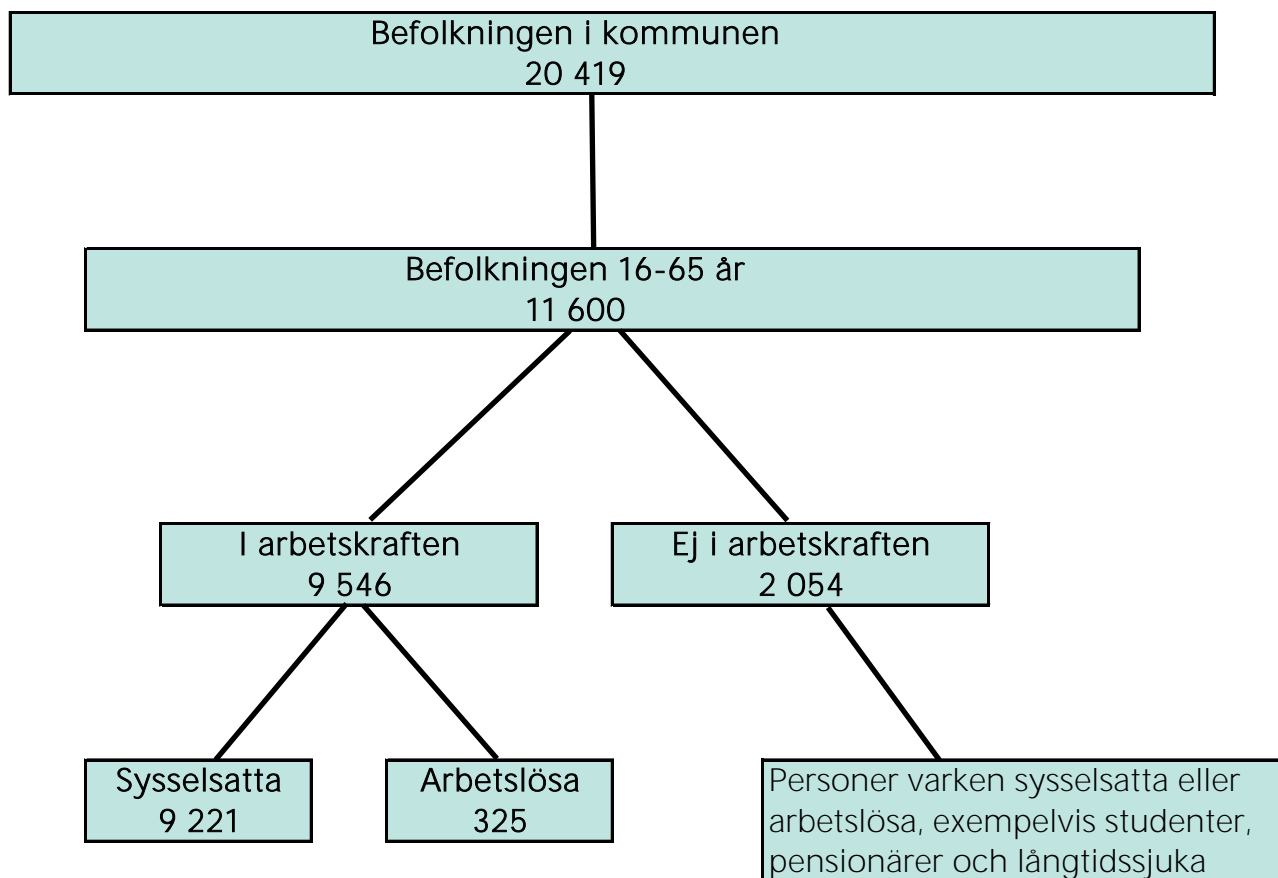 Befolkningen i kommunen
20 419
Befolkningen 16-65 år
11 600
I arbetskraften
9 546
Ej i arbetskraften
2 054
Sysselsatta
9 221
Arbetslösa
325
Personer varken sysselsatta eller
arbetslösa, exempelvis studenter,
pensionärer och långtidssjuka